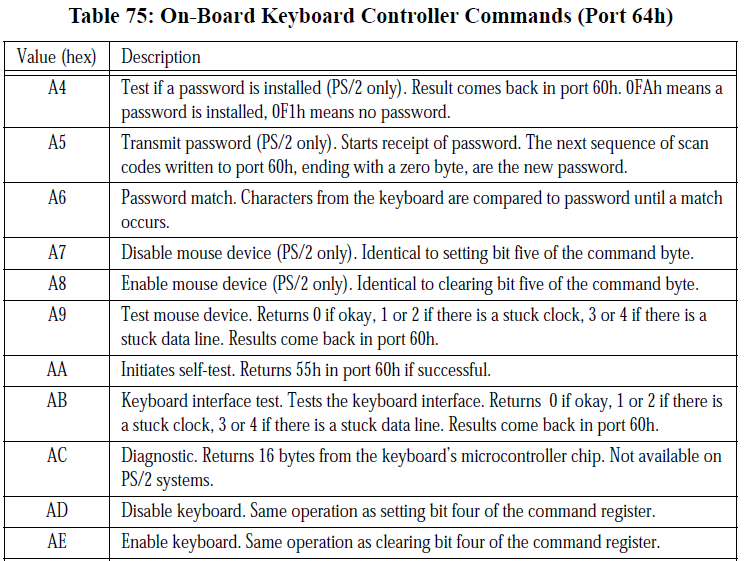 Table 75: On-Board Keyboard Controller Commands (Port 64h)
Value (hex) Description
A4 Test if a password is installed (PS/2 only). Result comes back in port 60h. 0FAh means a
password is installed, 0F1h means no password.
A5 Transmit password (PS/2 only). Starts receipt of password. The next sequence of scan
codes written to port 60h, ending with a zero byte, are the new password.
A6 Password match. Characters from the keyboard are compared to password until a match
occurs.
A7 Disable mouse device (PS/2 only). Identical to setting bit five of the command byte.
A8 Enable mouse device (PS/2 only). Identical to clearing bit five of the command byte.
A9 Test mouse device. Returns 0 if okay, 1 or 2 if there is a stuck clock, 3 or 4 if there is a
stuck data line. Results come back in port 60h.
AA Initiates self-test. Returns 55h in port 60h if successful.
AB Keyboard interface test. Tests the keyboard interface. Returns 0 if okay, 1 or 2 if there is
a stuck clock, 3 or 4 if there is a stuck data line. Results come back in port 60h.
AC Diagnostic. Returns 16 bytes from the keyboard's microcontroller chip. Not available on
PS/2 systems.
AD Disable keyboard. Same operation as setting bit four of the command register.
AE Enable keyboard. Same operation as clearing bit four of the command register.